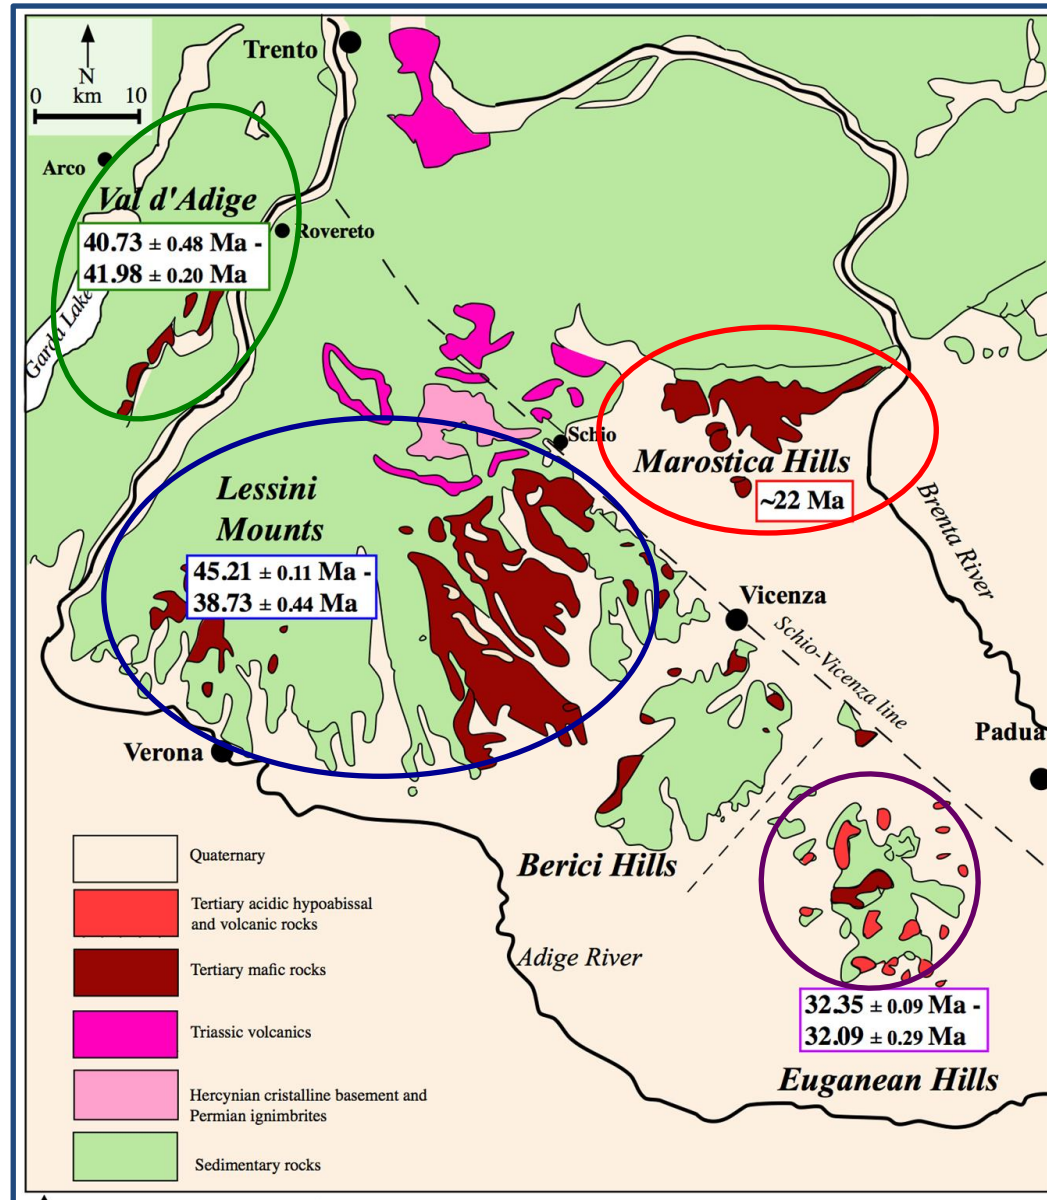 Trento
N
km
0 10
Arco
Val d'Adige
40.73 ± 0.48 Ma -
41.98 ± 0.20 Ma
Rovereto
Garda Lake
Schio
Marostica Hills
~22 Ma
Lessini
Mounts
45.21 ± 0.11 Ma -
38.73 ± 0.44 Ma
Brenta River
Vicenza
Schio-Vicenza line
Padua
Verona
Berici Hills
Adige River
32.35 ± 0.09 Ma -
32.09 ± 0.29 Ma
Euganean Hills
Quaternary
Tertiary acidic hypoabissal
and volcanic rocks
Tertiary mafic rocks
Triassic volcanics
Hercynian cristalline basement and
Permian ignimbrites
Sedimentary rocks